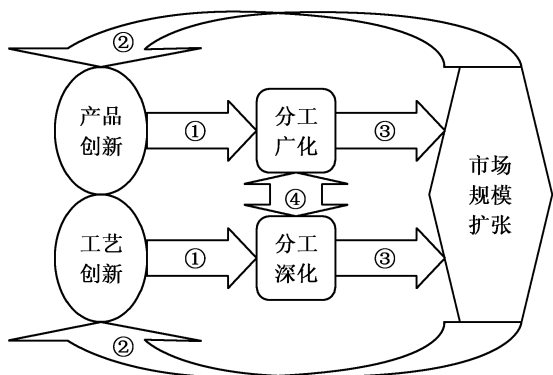 ②
产品
创新
①
分工
广化
③
④
市场
规模
扩张
工艺
创新
①
分工
深化
③
②